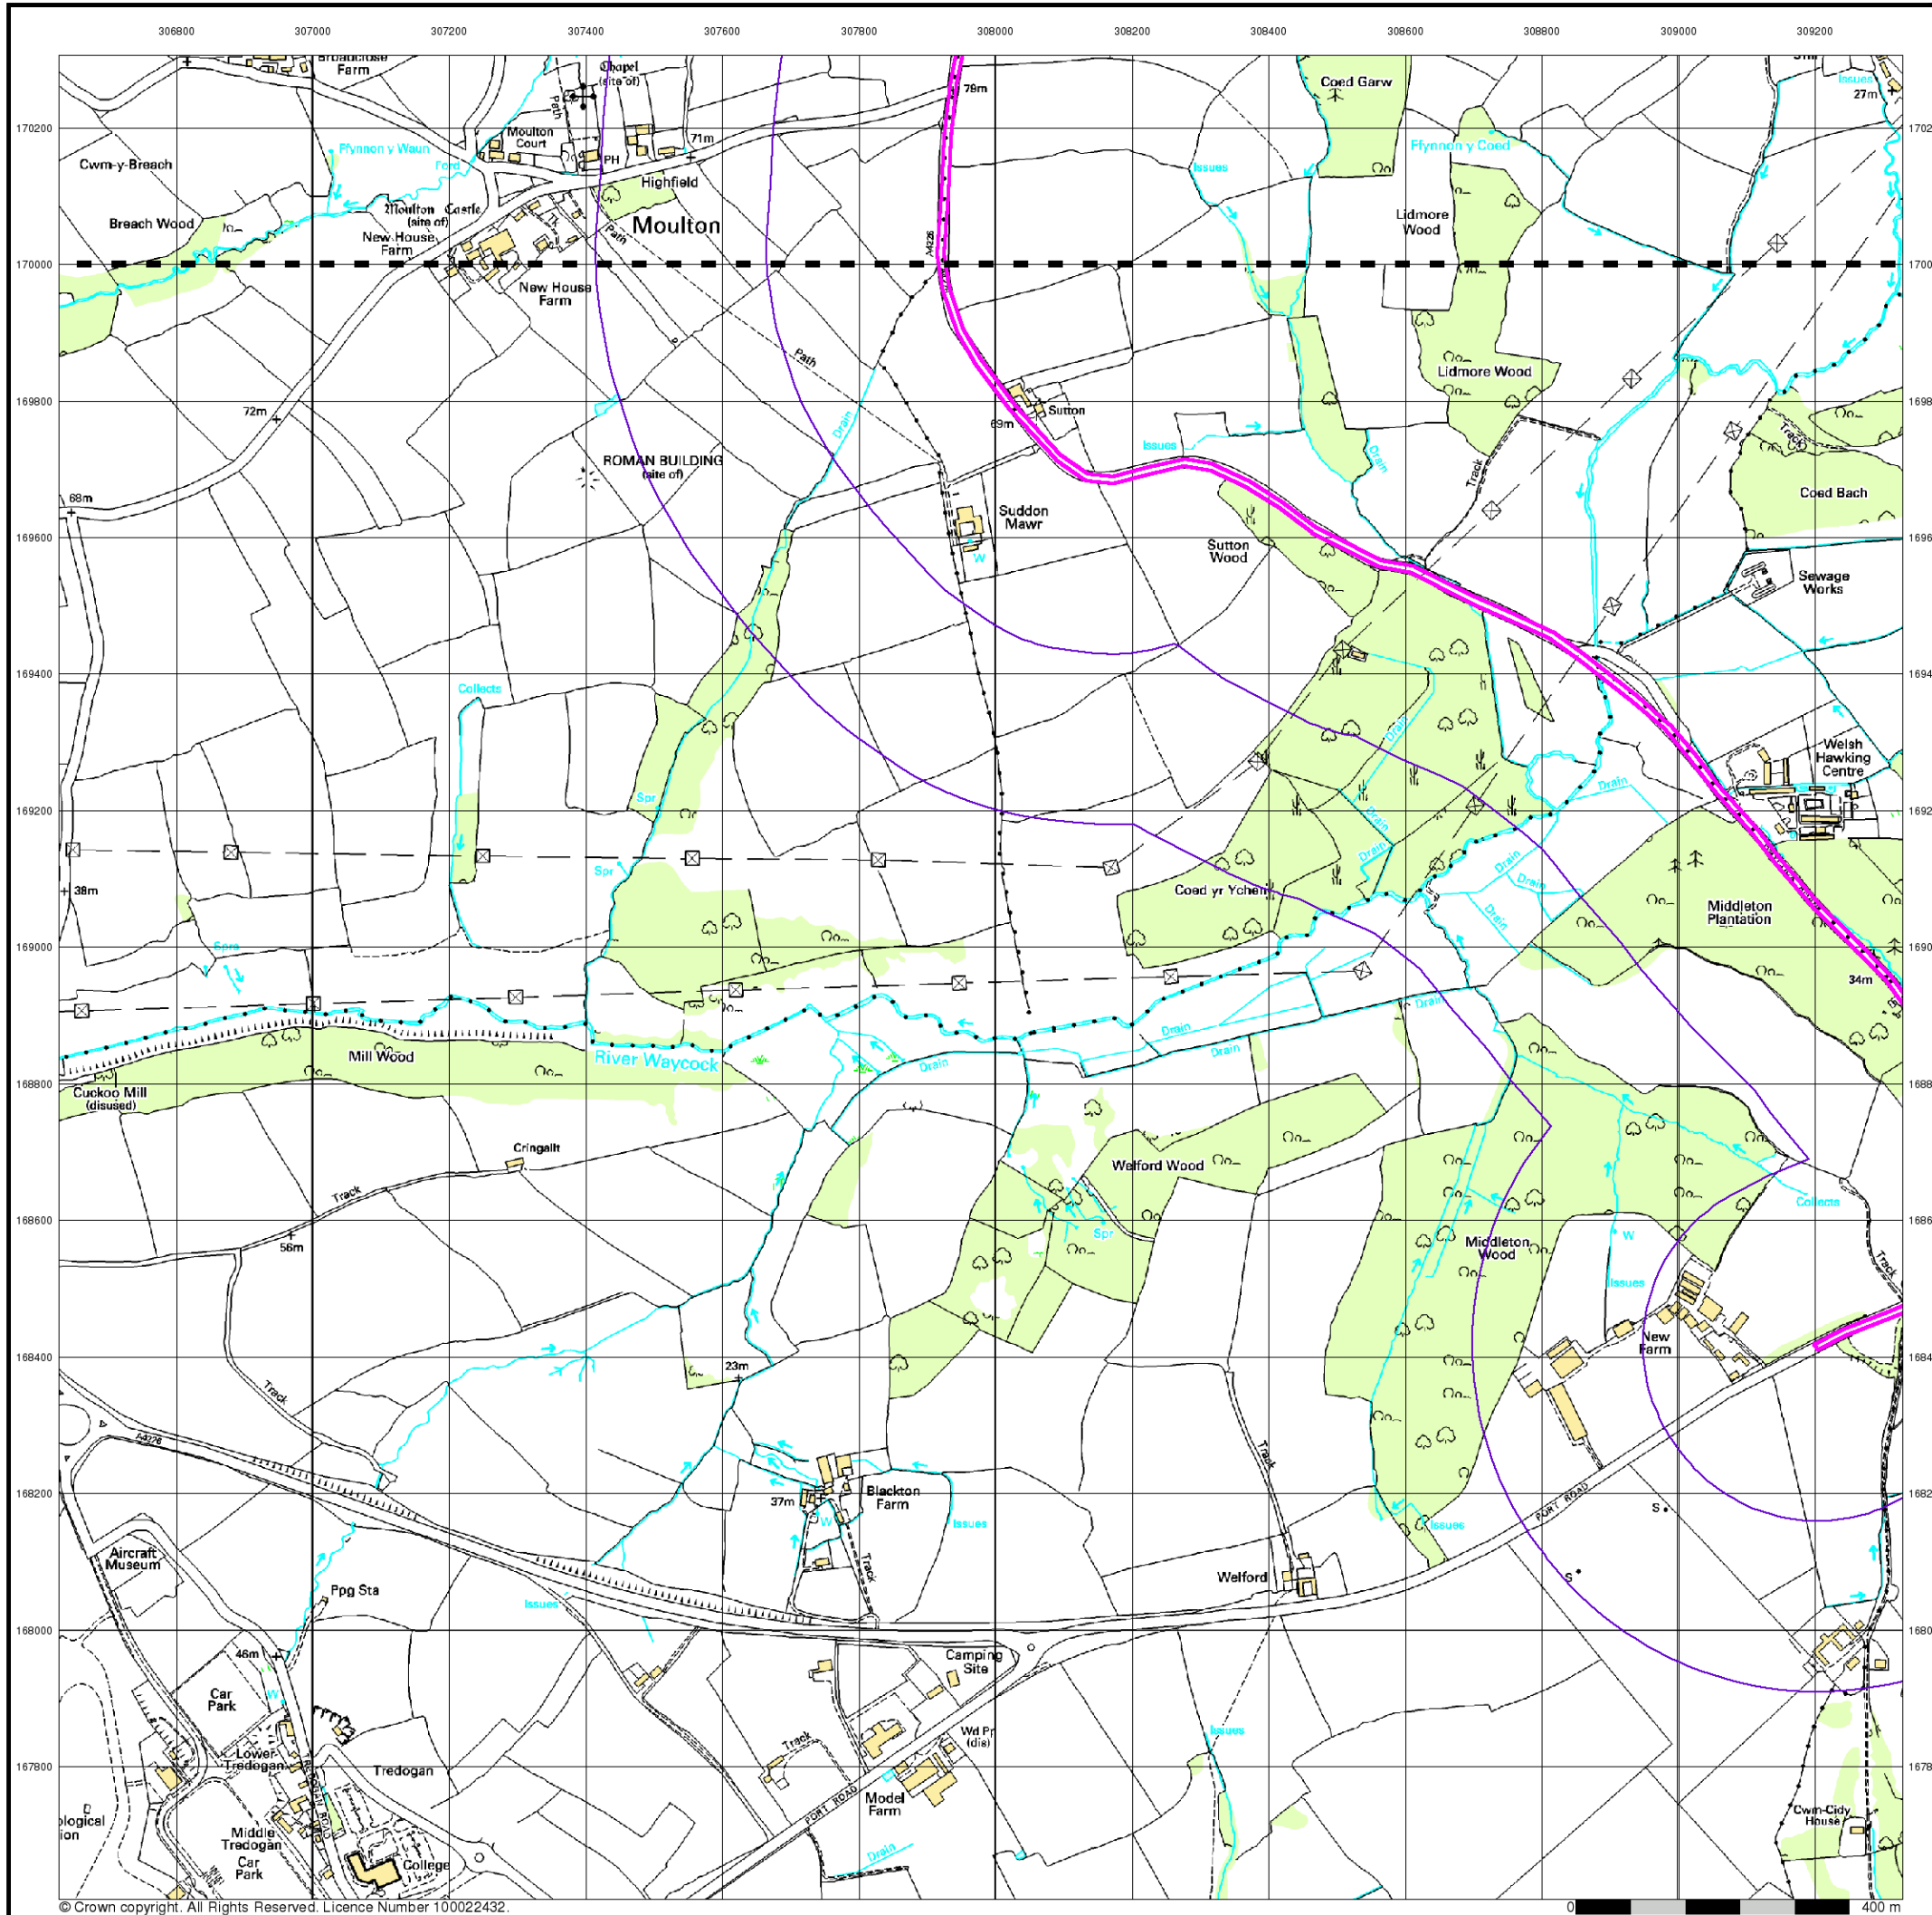 306800 307000 307200 307400 307600 307800 308000 308200 308400 308600 308800 309000 309200
Broadclose
Farm
Chapel
(site of)
79m
Coed Garw
Issues
27m
170200
Moulton
Court
Path
71m
PH
Ffynnon y Waun
Ford
Cwm-y-Breach
Highfield
Issues
Ffynnon y Coed
Breach Wood
Moulton Castle
(site of)
New House
Farm
Path
Moulton
Lidmore
Wood
A4226
170000
New House
Farm
Path
Lidmore Wood
169800
72m
Drain
Sutton
69m
Issues
Drain
Track
Track
ROMAN BUILDING
(site of)
Coed Bach
68m
Suddon
Mawr
169600
W
Sutton
Wood
Sewage
Works
169400
Collects
Drain
Welsh
Hawking
Centre
169200
Spr
Drain
Drain
Drain
Drain
Drain
Spr
38m
Coed yr Ychen
Middleton
Plantation
Drain
169000
Sprs
34m
Drain
Drain
Drain
Mill Wood
River Waycock
Drain
168800
Cuckoo Mill
(disused)
Cringallt
Welford Wood
Track
Collects
168600
56m
Spr
Middleton
Wood
W
Track
Issues
New
Farm
168400
23m
Track
A4226
168200
37m
Blackton
Farm
W
Issues
Issues
PORT ROAD
S
Aircraft
Museum
Track
Track
Welford
S
Ppg Sta
Issues
168000
46m
Camping
Site
Car
Park
W
Issues
Wd Pp
(dis)
Lower
Tredogan
Tredogan
Track
167800
Model
Farm
PORT ROAD
Cwm-Cidy
House
Middle
Tredogan
Car
Park
College
Drain
© Crown copyright. All Rights Reserved. Licence Number 100022432.
0 400 m